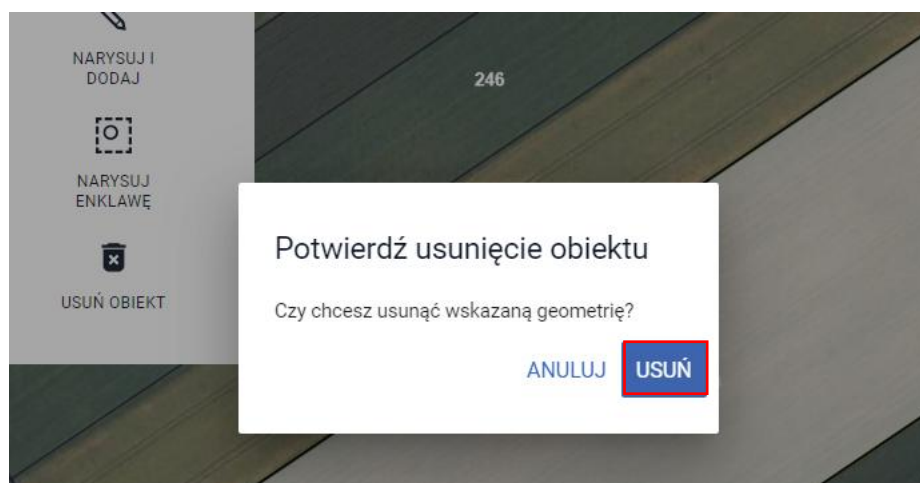 NARYSUJ I
DODAJ
246
NARYSUJ
ENKLAWĘ
USUŃ OBIEKT
Potwierdź usunięcie obiektu
Czy chcesz usunąć wskazaną geometrię?
ANULUJ USUŃ